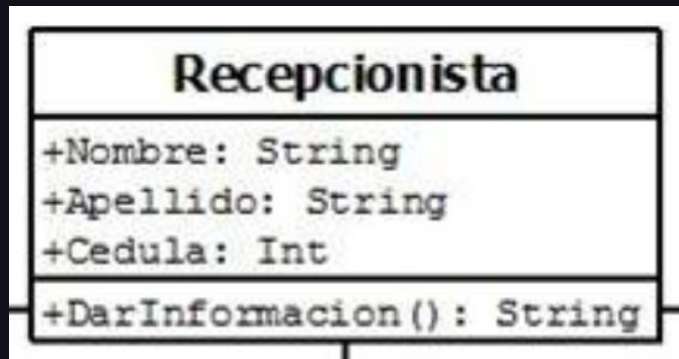 Recepcionista
+Nombre: String
+Apellido: String
+Cedula: Int
+DarInformacion(): String